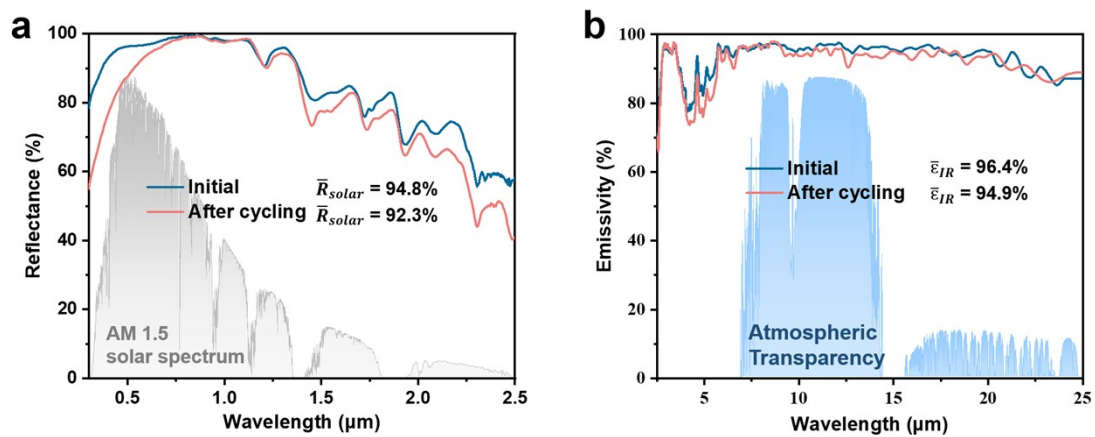 a
100
80
60
40
20
0
Reflectance (%)
Initial R̅solar = 94.8%
After cycling R̅solar = 92.3%
AM 1.5
solar spectrum
0.5 1.0 1.5 2.0 2.5
Wavelength (μm)
b
100
80
60
40
20
0
Emissivity (%)
Initial ε̅IR = 96.4%
After cycling ε̅IR = 94.9%
Atmospheric
Transparency
5 10 15 20 25
Wavelength (μm)